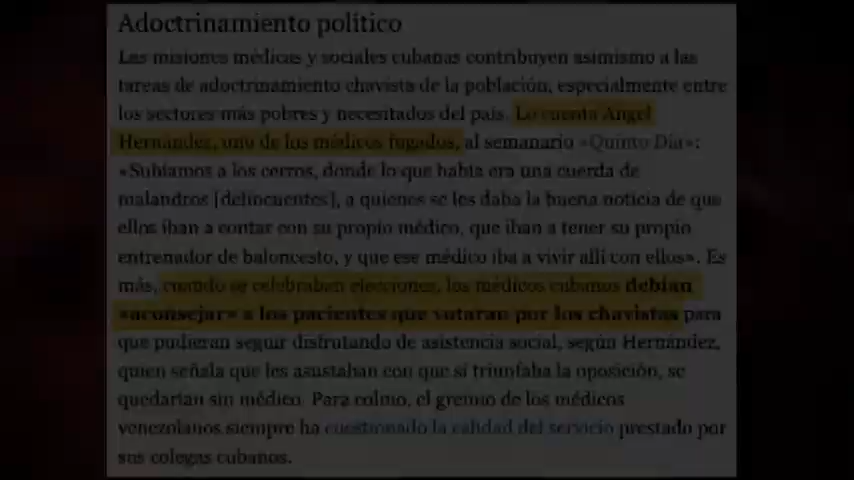 Adoctrinamiento político
Las misiones médicas y sociales cubanas contribuyen asimismo a las
tareas de adoctrinamiento chavista de la población, especialmente entre
los sectores más pobres y necesitados del país. Lo cuenta Ángel
Hernández, uno de los médicos fugados, al semanario «Quinto Día»:
«Subíamos a los cerros, donde lo que había era una cuerda de
malandros [delincuentes], a quienes se les daba la buena noticia de que
ellos iban a contar con su propio médico, que iban a tener su propio
entrenador de baloncesto, y que ese médico iba a vivir allí con ellos». Es
más, cuando se celebraban elecciones, los médicos cubanos debían
«aconsejar» a los pacientes que votaran por los chavistas para
que pudieran seguir disfrutando de asistencia social, según Hernández,
quien señala que les asustaban con que si triunfaba la oposición, se
quedarían sin médico. Para colmo, el gremio de los médicos
venezolanos siempre ha cuestionado la calidad del servicio prestado por
sus colegas cubanos.